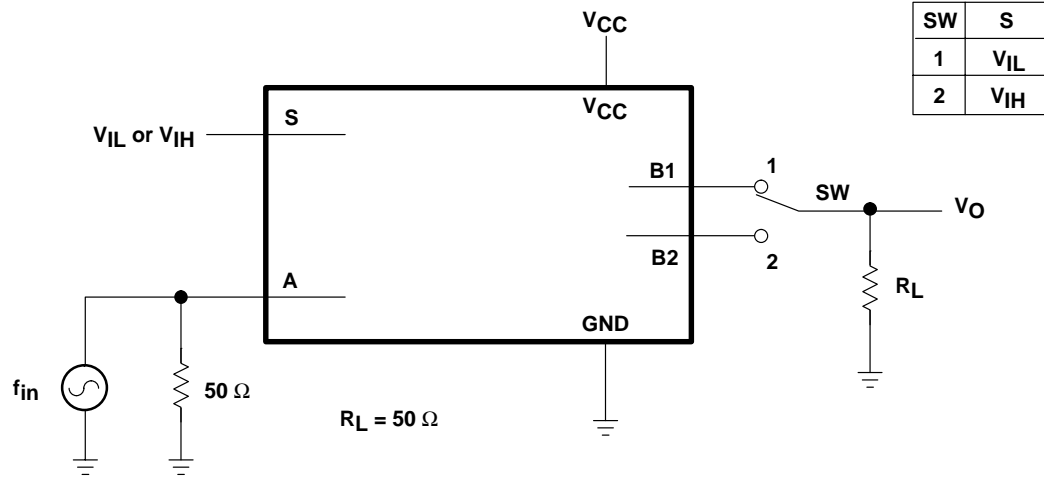 VCC
SW S
1 VIL
2 VIH
VCC
S
VIL or VIH
B1
1
SW
VO
B2
2
RL
A
GND
fin
50 Ω
RL = 50 Ω